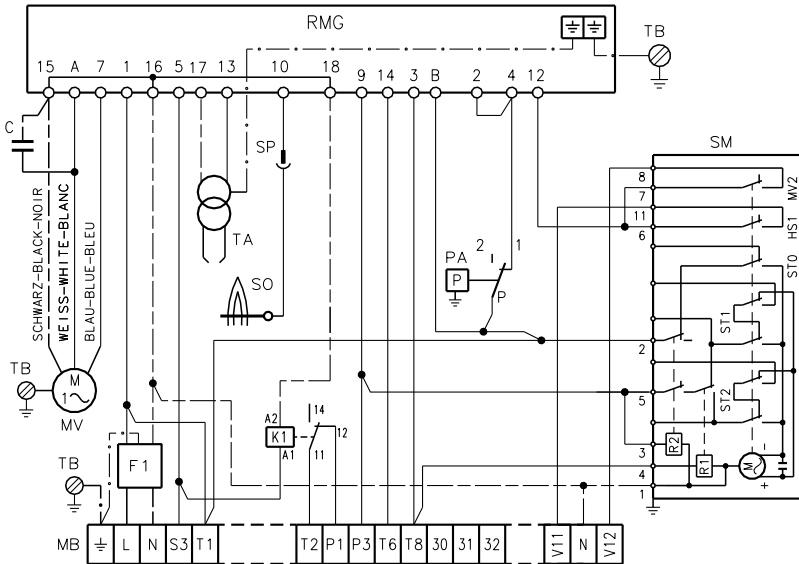 RMG
TB
15 A 7 1 16 5 17 13 10 18 9 14 3 B 2 4 12
C
SP
SM
SCHWARZ-BLACK-NOIR
WEISS-WHITE-BLANC
BLAU-BLUE-BLEU
TA
SO
PA
P
2
1
P
8
7
11
6
2
5
3
4
1
MV2
HS1
ST0
ST1
ST2
R2
R1
M
-
+
TB
M
1
MV
A2
K1
A1
14
12
11
TB
F1
MB L N S3 T1 T2 P1 P3 T6 T8 30 31 32 V11 N V12